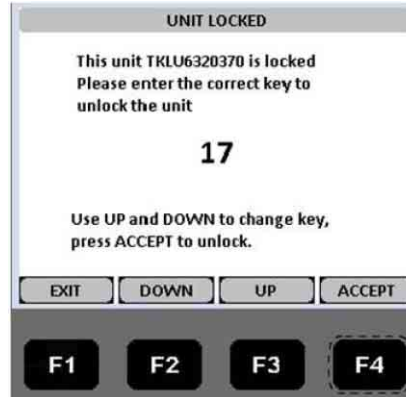 UNIT LOCKED
This unit TKLU6320370 is locked
Please enter the correct key to
unlock the unit
17
Use UP and DOWN to change key,
press ACCEPT to unlock.
EXIT DOWN UP ACCEPT
F1 F2 F3 F4